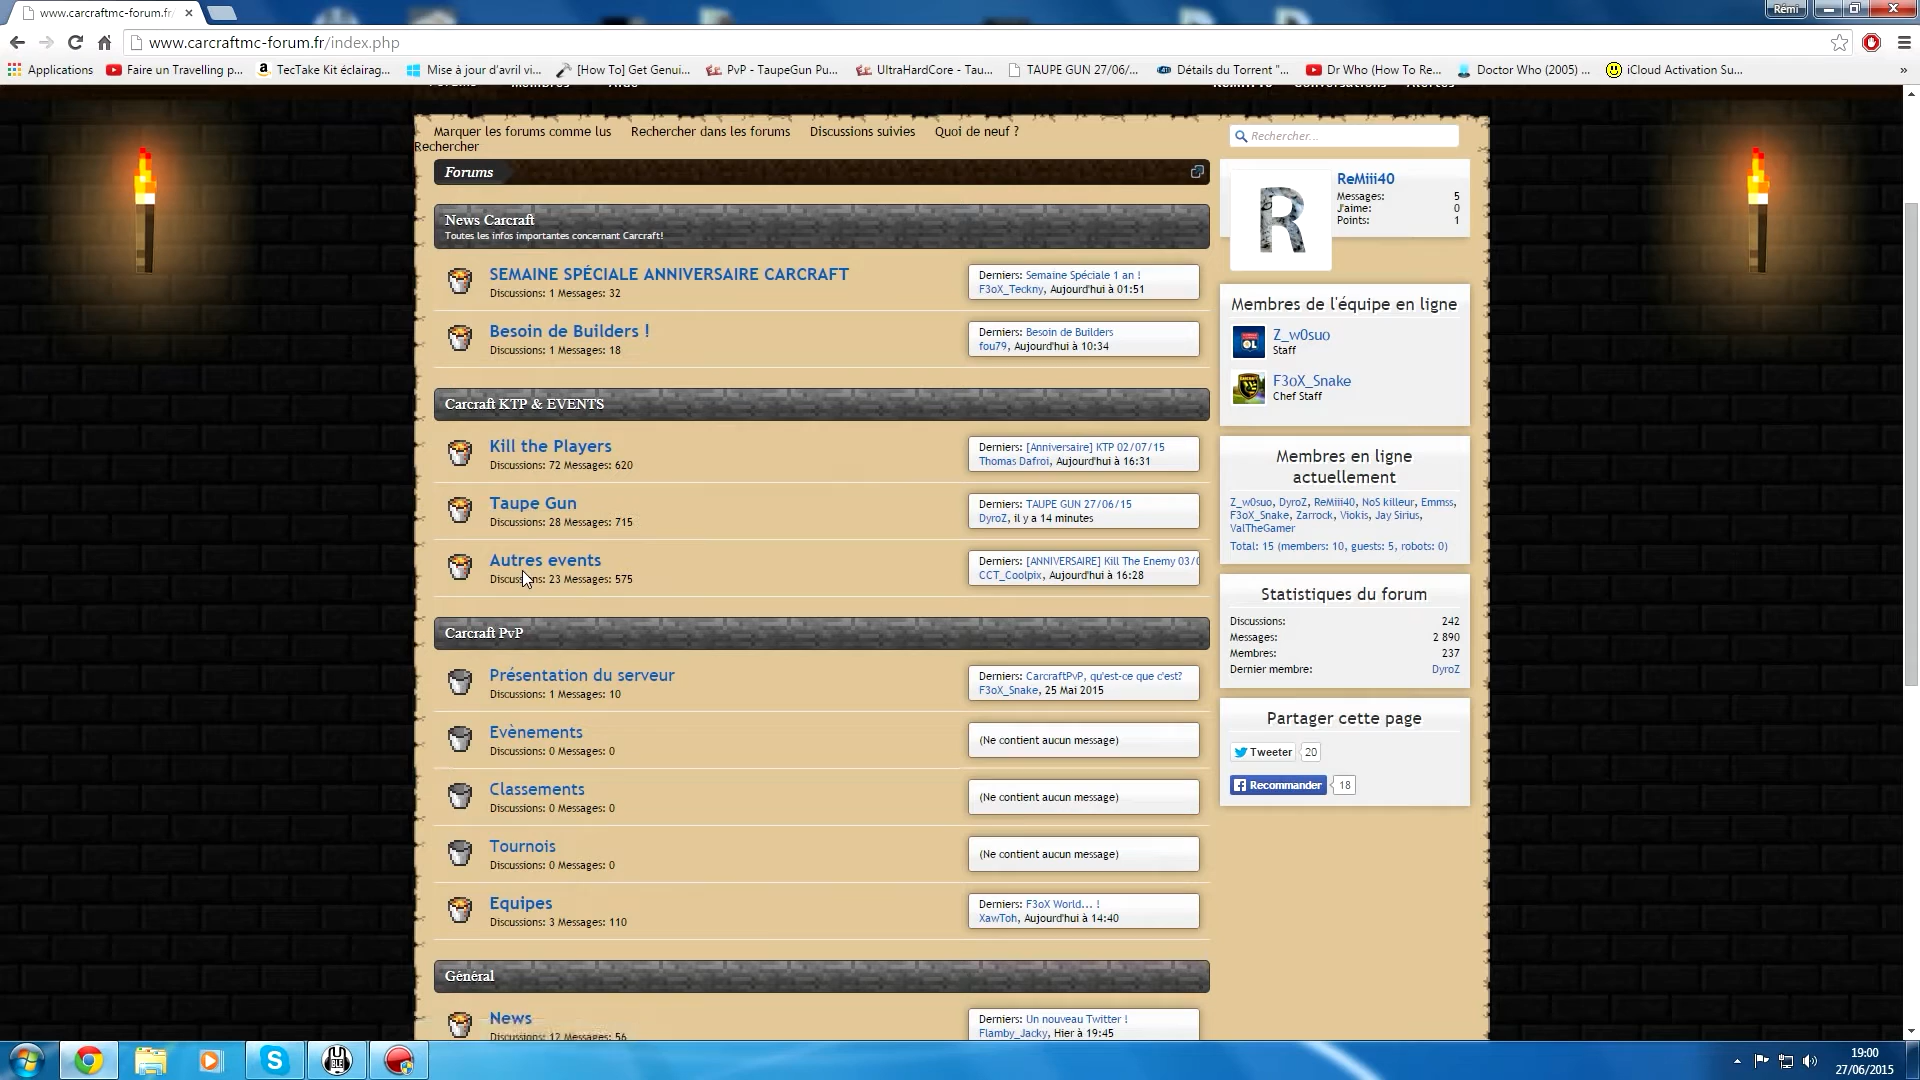 www.carcraftmc-forum.fr/
Rémi
www.carcraftmc-forum.fr/index.php
Applications
Faire un Travelling p...
TecTake Kit éclairag...
Mise à jour d'avril vi...
[How To] Get Genui...
PvP - TaupeGun Pu...
UltraHardCore - Tau...
TAUPE GUN 27/06/...
Détails du Torrent "...
Dr Who (How To Re...
Doctor Who (2005) ...
iCloud Activation Su...
»
Marquer les forums comme lus
Rechercher dans les forums
Discussions suivies
Quoi de neuf ?
Rechercher
Rechercher...
Forums
News Carcraft
Toutes les infos importantes concernant Carcraft!
SEMAINE SPÉCIALE ANNIVERSAIRE CARCRAFT
Discussions: 1 Messages: 32
Derniers: Semaine Spéciale 1 an !
F3oX_Teckny, Aujourd'hui à 01:51
Besoin de Builders !
Discussions: 1 Messages: 18
Derniers: Besoin de Builders
fou79, Aujourd'hui à 10:34
Carcraft KTP & EVENTS
Kill the Players
Discussions: 72 Messages: 620
Derniers: [Anniversaire] KTP 02/07/15
Thomas Dafroi, Aujourd'hui à 16:31
Taupe Gun
Discussions: 28 Messages: 715
Derniers: TAUPE GUN 27/06/15
DyroZ, il y a 14 minutes
Autres events
Discussions: 23 Messages: 575
Derniers: [ANNIVERSAIRE] Kill The Enemy 03/0
CCT_Coolpix, Aujourd'hui à 16:28
Carcraft PvP
Présentation du serveur
Discussions: 1 Messages: 10
Derniers: CarcraftPvP, qu'est-ce que c'est?
F3oX_Snake, 25 Mai 2015
Evènements
Discussions: 0 Messages: 0
(Ne contient aucun message)
Classements
Discussions: 0 Messages: 0
(Ne contient aucun message)
Tournois
Discussions: 0 Messages: 0
(Ne contient aucun message)
Equipes
Discussions: 3 Messages: 110
Derniers: F3oX World... !
XawToh, Aujourd'hui à 14:40
Général
News
Discussions: 12 Messages: 56
Derniers: Un nouveau Twitter !
Flamby_Jacky, Hier à 19:45
R
ReMiii40
Messages: 5
J'aime: 0
Points: 1
Membres de l'équipe en ligne
OL
Z_w0suo
Staff
F3oX_Snake
Chef Staff
Membres en ligne
actuellement
Z_w0suo, DyroZ, ReMiii40, NoS killeur, Emmss,
F3oX_Snake, Zarrock, Viokis, Jay Sirius,
ValTheGamer
Total: 15 (members: 10, guests: 5, robots: 0)
Statistiques du forum
Discussions: 242
Messages: 2 890
Membres: 237
Dernier membre: DyroZ
Partager cette page
Tweeter 20
Recommander 18
19:00
27/06/2015